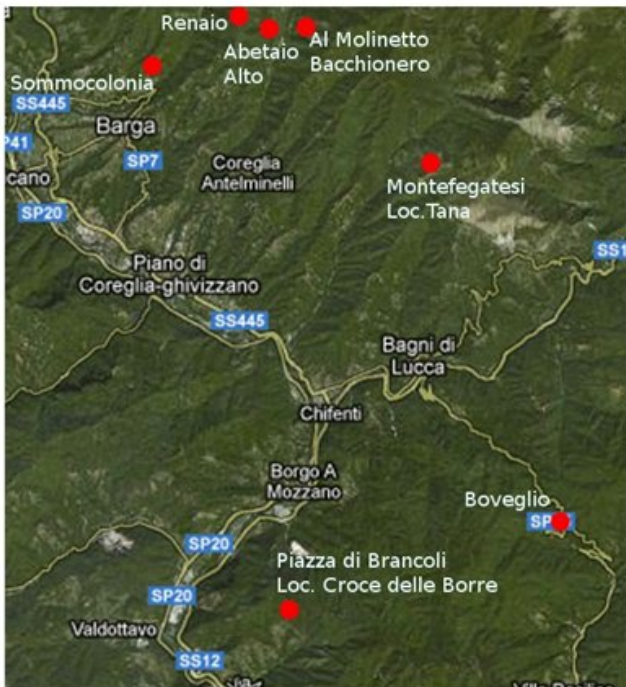 Renaio
Abetaio
Alto
Al Molinetto
Bacchionero
Sommocolonia
SS445
Barga
P41
SP7
cano
Coreglia
Antelminelli
Montefegatesi
Loc.Tana
SP20
Piano di
Coreglia-ghivizzano
SS1
SS445
Bagni di
Lucca
Chifenti
Borgo A
Mozzano
Boveglio
SP
SP20
Piazza di Brancoli
Loc. Croce delle Borre
SP20
Valdottavo
SS12